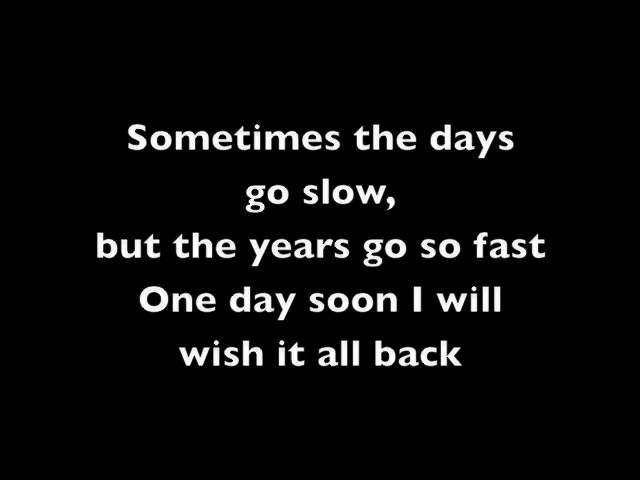 Sometimes the days
go slow,
but the years go so fast
One day soon I will
wish it all back